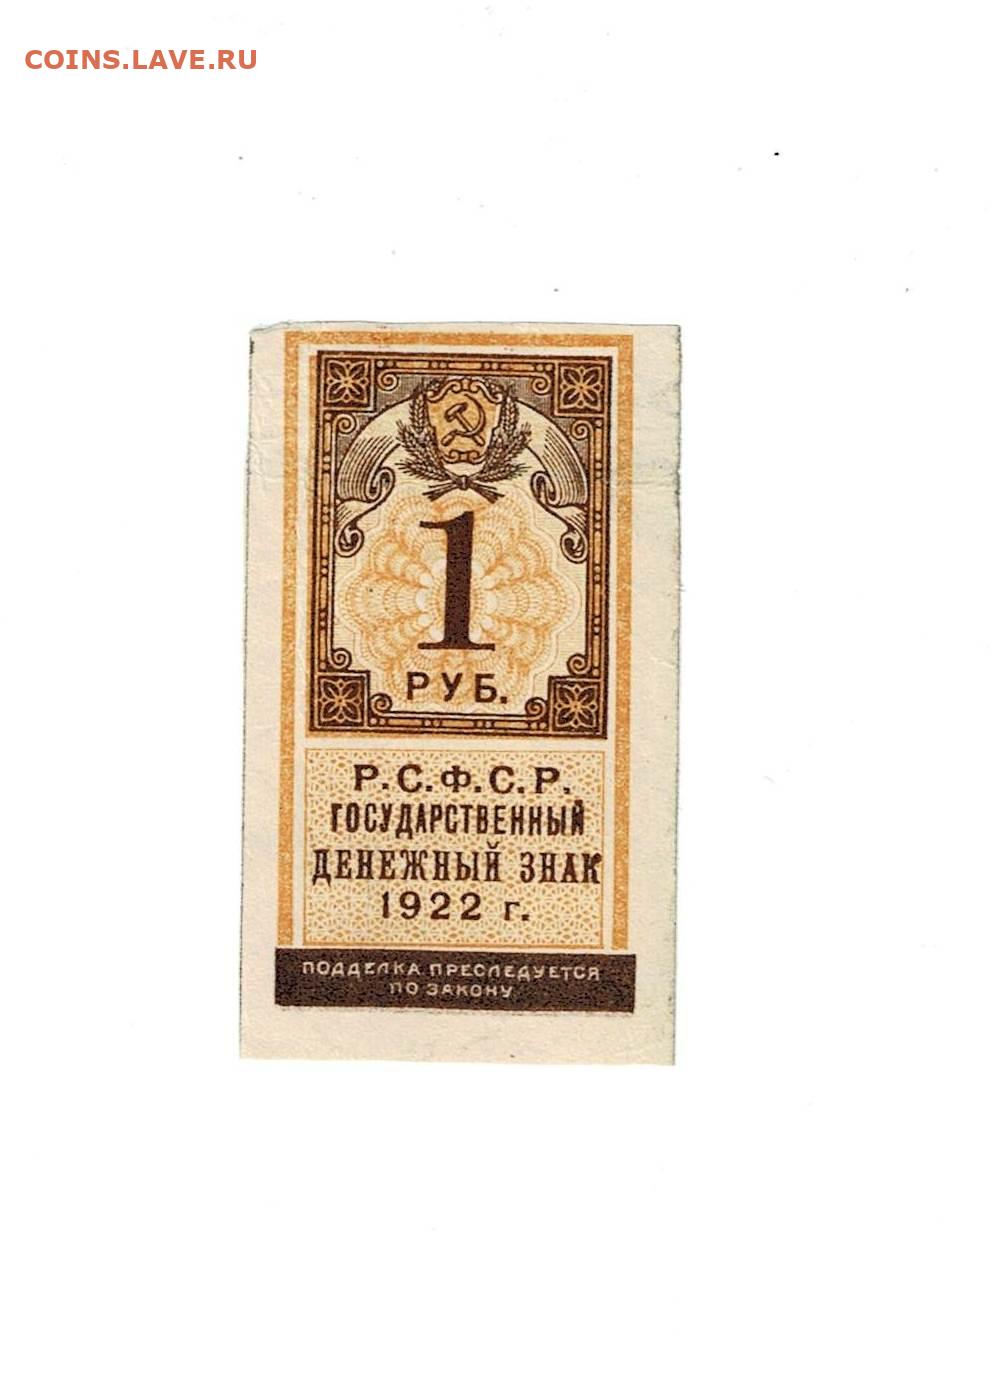 COINS.LAVE.RU
1
РУБ.
Р.С.Ф.С.Р.
ГОСУДАРСТВЕННЫЙ
ДЕНЕЖНЫЙ ЗНАК
1922 г.
ПОДДЕЛКА ПРЕСЛЕДУЕТСЯ
ПО ЗАКОНУ